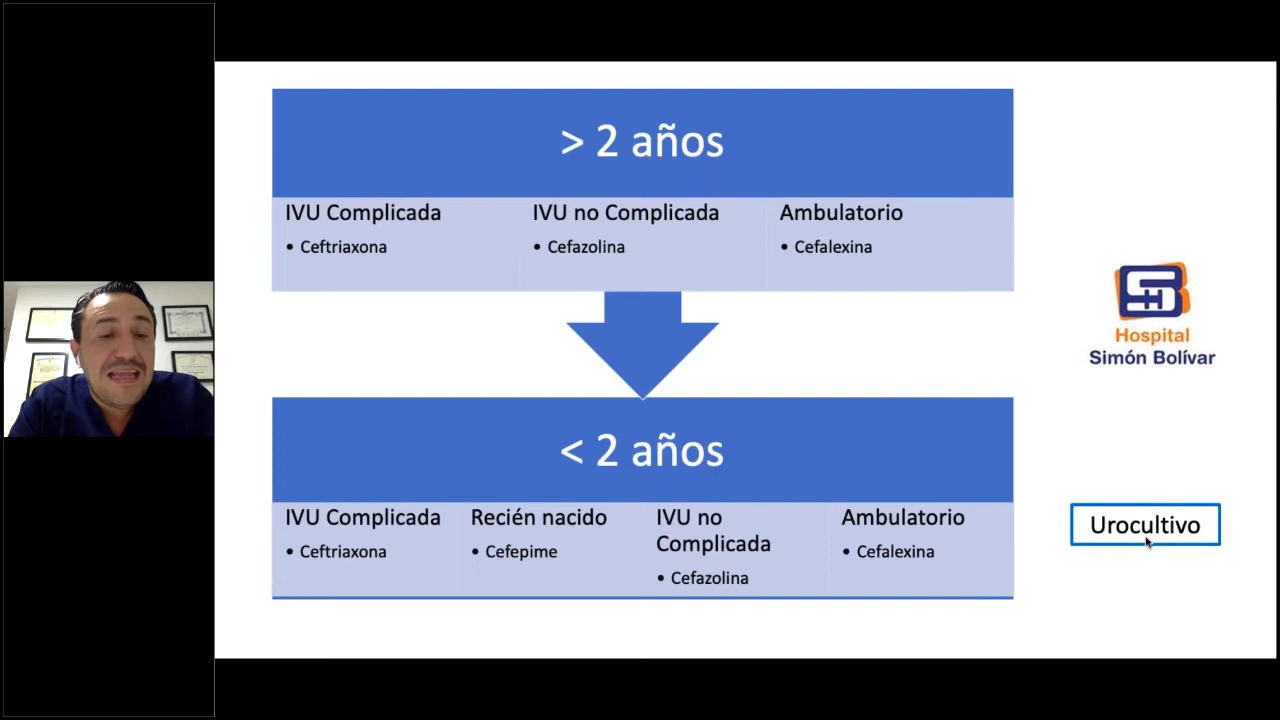 > 2 años
IVU Complicada
• Ceftriaxona
IVU no Complicada
• Cefazolina
Ambulatorio
• Cefalexina
Hospital
Simón Bolívar
< 2 años
IVU Complicada
• Ceftriaxona
Recién nacido
• Cefepime
IVU no
Complicada
• Cefazolina
Ambulatorio
• Cefalexina
Urocultivo